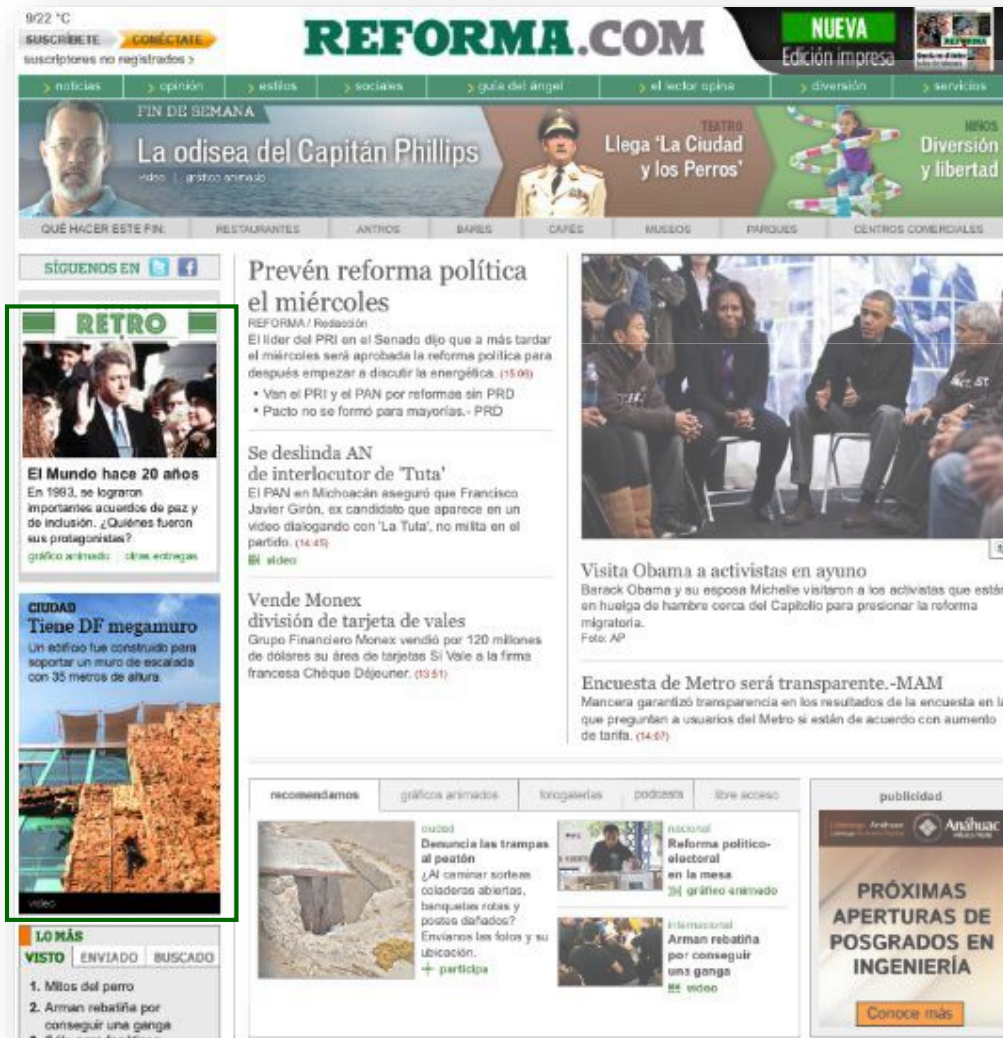 9/22 °C
SUSCRÍBETE CONÉCTATE
suscriptores no registrados >
REFORMA.COM
NUEVA
Edición impresa
> noticias > opinión > estilos > sociales > guía del ángel > el lector opina > diversión > servicios
FIN DE SEMANA
La odisea del Capitán Phillips
video | gráfico animado
TEATRO
Llega 'La Ciudad
y los Perros'
NIÑOS
Diversión
y libertad
QUÉ HACER ESTE FIN: RESTAURANTES ANTROS BARES CAFÉS MUSEOS PARQUES CENTROS COMERCIALES
SÍGUENOS EN
RETRO
El Mundo hace 20 años
En 1993, se lograron
importantes acuerdos de paz y
de inclusión. ¿Quiénes fueron
sus protagonistas?
gráfico animado | otras entregas
CIUDAD
Tiene DF megamuro
Un edificio fue construido para
soportar un muro de escalada
con 35 metros de altura.
video
LO MÁS
VISTO ENVIADO BUSCADO
1. Mitos del perro
2. Arman rebatiña por
conseguir una ganga
Prevén reforma política
el miércoles
REFORMA / Redacción
El líder del PRI en el Senado dijo que a más tardar
el miércoles será aprobada la reforma política para
después empezar a discutir la energética. (15:06)
• Van el PRI y el PAN por reformas sin PRD
• Pacto no se formó para mayorías.- PRD
Se deslinda AN
de interlocutor de 'Tuta'
El PAN en Michoacán aseguró que Francisco
Javier Girón, ex candidato que aparece en un
video dialogando con 'La Tuta', no milita en el
partido. (14:45)
video
Vende Monex
división de tarjeta de vales
Grupo Financiero Monex vendió por 120 millones
de dólares su área de tarjetas Sí Vale a la firma
francesa Chèque Déjeuner. (13:51)
Visita Obama a activistas en ayuno
Barack Obama y su esposa Michelle visitaron a los activistas que están
en huelga de hambre cerca del Capitolio para presionar la reforma
migratoria.
Foto: AP
Encuesta de Metro será transparente.-MAM
Mancera garantizó transparencia en los resultados de la encuesta en la
que preguntan a usuarios del Metro si están de acuerdo con aumento
de tarifa. (14:07)
recomendamos gráficos animados fotogalerías podcasts libre acceso
ciudad
Denuncia las trampas
al peatón
¿Al caminar sorteas
coladeras abiertas,
banquetas rotas y
postes dañados?
Envíanos las fotos y su
ubicación.
+ participa
nacional
Reforma político-
electoral
en la mesa
gráfico animado
internacional
Arman rebatiña
por conseguir
una ganga
video
publicidad
Anáhuac
PRÓXIMAS
APERTURAS DE
POSGRADOS EN
INGENIERÍA
Conoce más